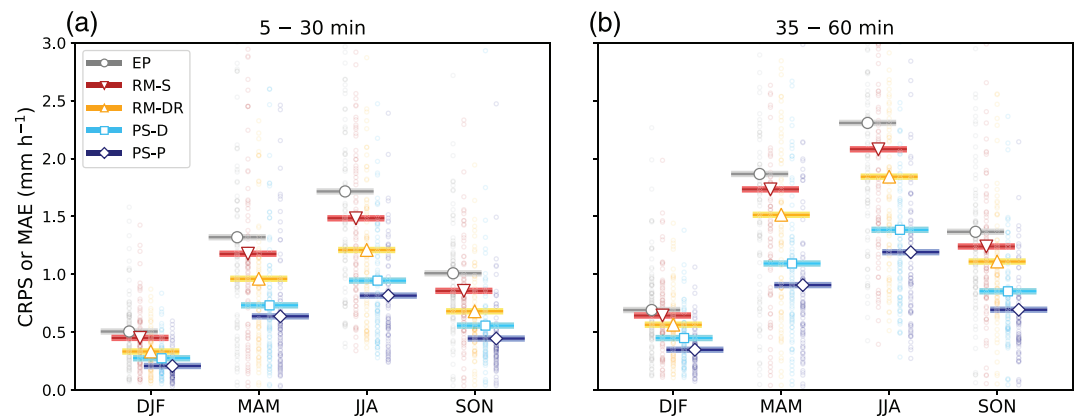 (a)
5 − 30 min
(b)
35 − 60 min
CRPS or MAE (mm h⁻¹)
3.0
2.5
2.0
1.5
1.0
0.5
0.0
EP
RM-S
RM-DR
PS-D
PS-P
DJF MAM JJA SON
DJF MAM JJA SON